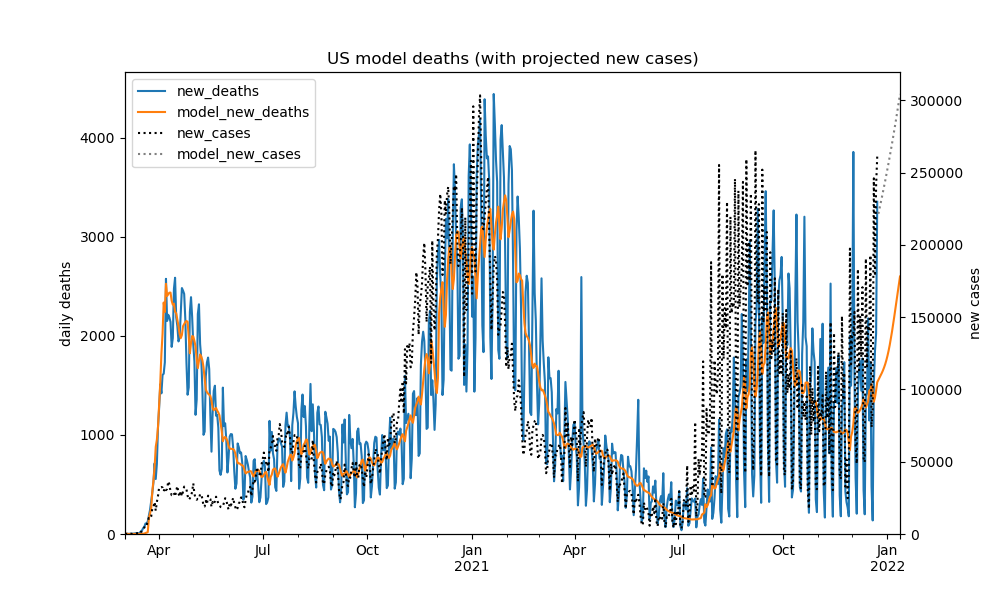 US model deaths (with projected new cases)
new_deaths
model_new_deaths
new_cases
model_new_cases
daily deaths
4000
3000
2000
1000
0
new cases
300000
250000
200000
150000
100000
50000
0
Apr
Jul
Oct
Jan
2021
Apr
Jul
Oct
Jan
2022